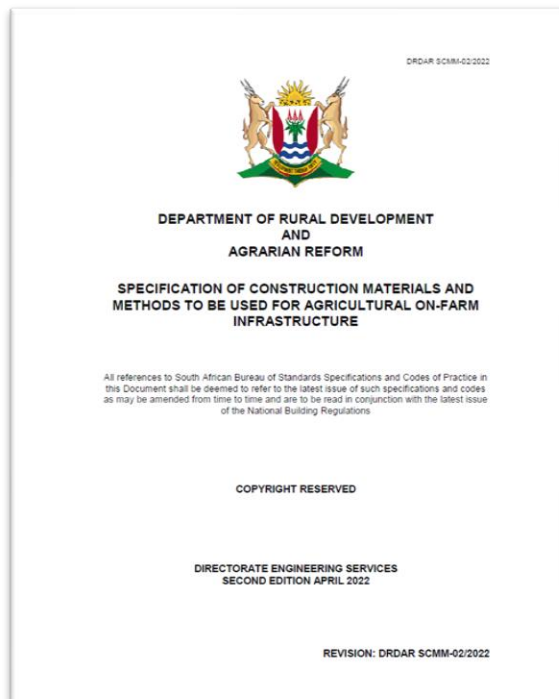 DRDAR SCMM-02/2022
DEPARTMENT OF RURAL DEVELOPMENT
AND
AGRARIAN REFORM
SPECIFICATION OF CONSTRUCTION MATERIALS AND
METHODS TO BE USED FOR AGRICULTURAL ON-FARM
INFRASTRUCTURE
All references to South African Bureau of Standards Specifications and Codes of Practice in
this Document shall be deemed to refer to the latest issue of such specifications and codes
as may be amended from time to time and are to be read in conjunction with the latest issue
of the National Building Regulations
COPYRIGHT RESERVED
DIRECTORATE ENGINEERING SERVICES
SECOND EDITION APRIL 2022
REVISION: DRDAR SCMM-02/2022